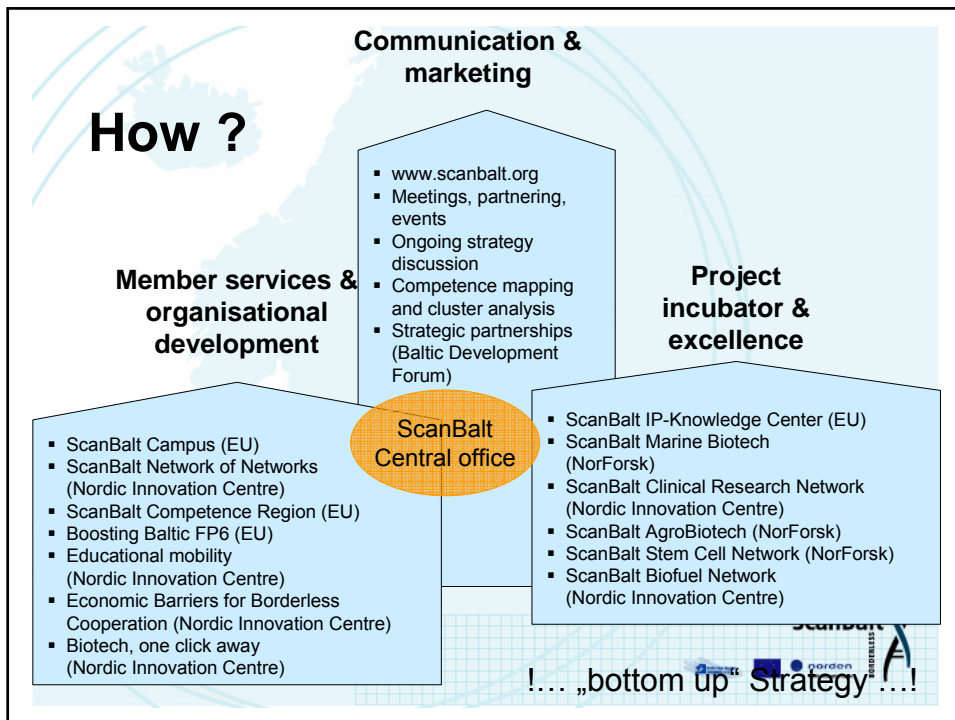 Communication &
marketing
How ?
▪ www.scanbalt.org
▪ Meetings, partnering,
events
▪ Ongoing strategy
discussion
▪ Competence mapping
and cluster analysis
▪ Strategic partnerships
(Baltic Development
Forum)
Member services &
organisational
development
▪ ScanBalt Campus (EU)
▪ ScanBalt Network of Networks
(Nordic Innovation Centre)
▪ ScanBalt Competence Region (EU)
▪ Boosting Baltic FP6 (EU)
▪ Educational mobility
(Nordic Innovation Centre)
▪ Economic Barriers for Borderless
Cooperation (Nordic Innovation Centre)
▪ Biotech, one click away
(Nordic Innovation Centre)
ScanBalt
Central office
Project
incubator &
excellence
▪ ScanBalt IP-Knowledge Center (EU)
▪ ScanBalt Marine Biotech
(NorForsk)
▪ ScanBalt Clinical Research Network
(Nordic Innovation Centre)
▪ ScanBalt AgroBiotech (NorForsk)
▪ ScanBalt Stem Cell Network (NorForsk)
▪ ScanBalt Biofuel Network
(Nordic Innovation Centre)
ScanBalt
BORDERLESS
norden
!… „bottom up“ Strategy …!